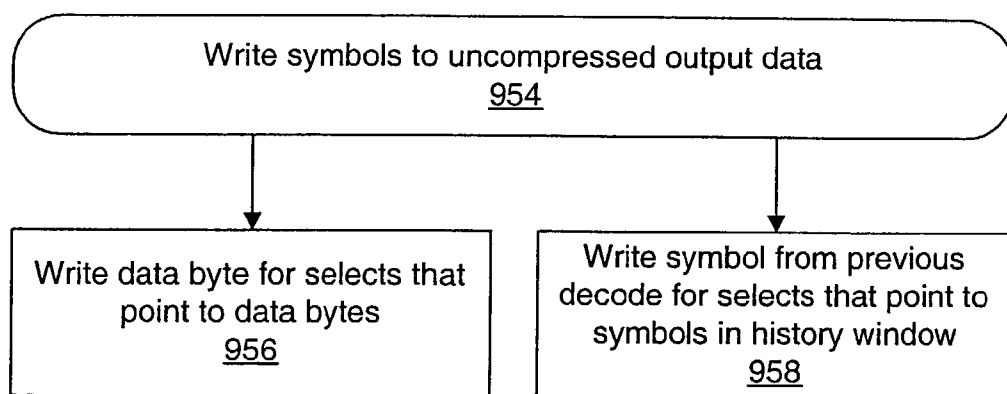 Write symbols to uncompressed output data
954
Write data byte for selects that
point to data bytes
956
Write symbol from previous
decode for selects that point to
symbols in history window
958